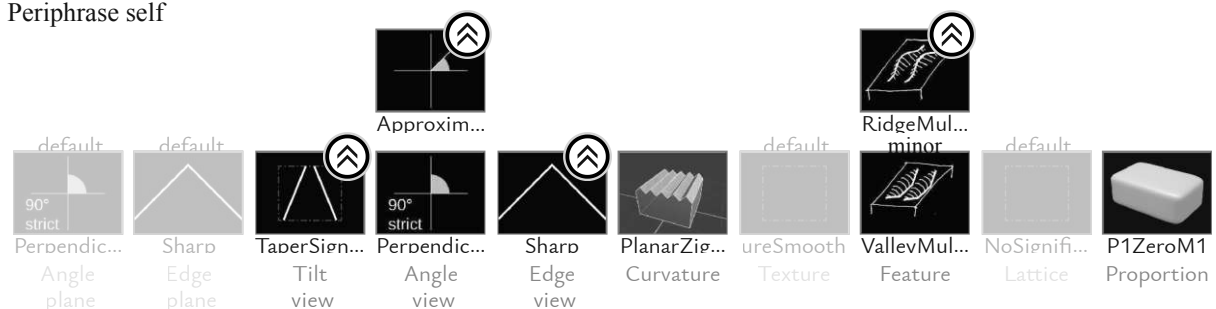 Periphrase self
Approxim...
RidgeMul...
default default default minor default
90° strict 90° strict
Perpendic... Sharp TaperSign... Perpendic... Sharp PlanarZig... ureSmooth ValleyMul... NoSignifi... P1ZeroM1
Angle Edge Tilt Angle Edge Curvature Texture Feature Lattice Proportion
plane plane view view view